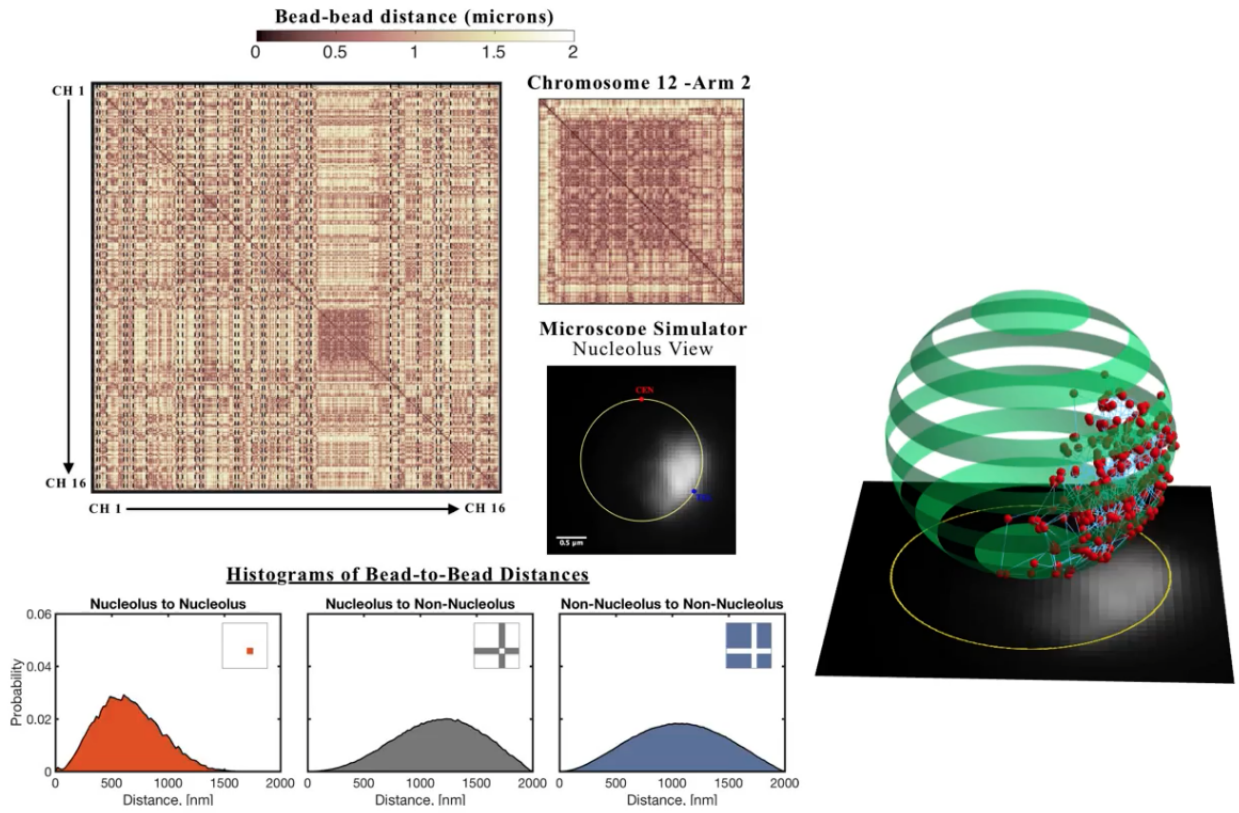 Bead-bead distance (microns)
0 0.5 1 1.5 2
CH 1
CH 16
CH 1 CH 16
Chromosome 12 -Arm 2
Microscope Simulator
Nucleolus View
CEN
0.5 μm
Histograms of Bead-to-Bead Distances
Nucleolus to Nucleolus
0.06
0.04
0.02
0
Probability
0 500 1000 1500 2000
Distance, [nm]
Nucleolus to Non-Nucleolus
0 500 1000 1500 2000
Distance, [nm]
Non-Nucleolus to Non-Nucleolus
0 500 1000 1500 2000
Distance, [nm]